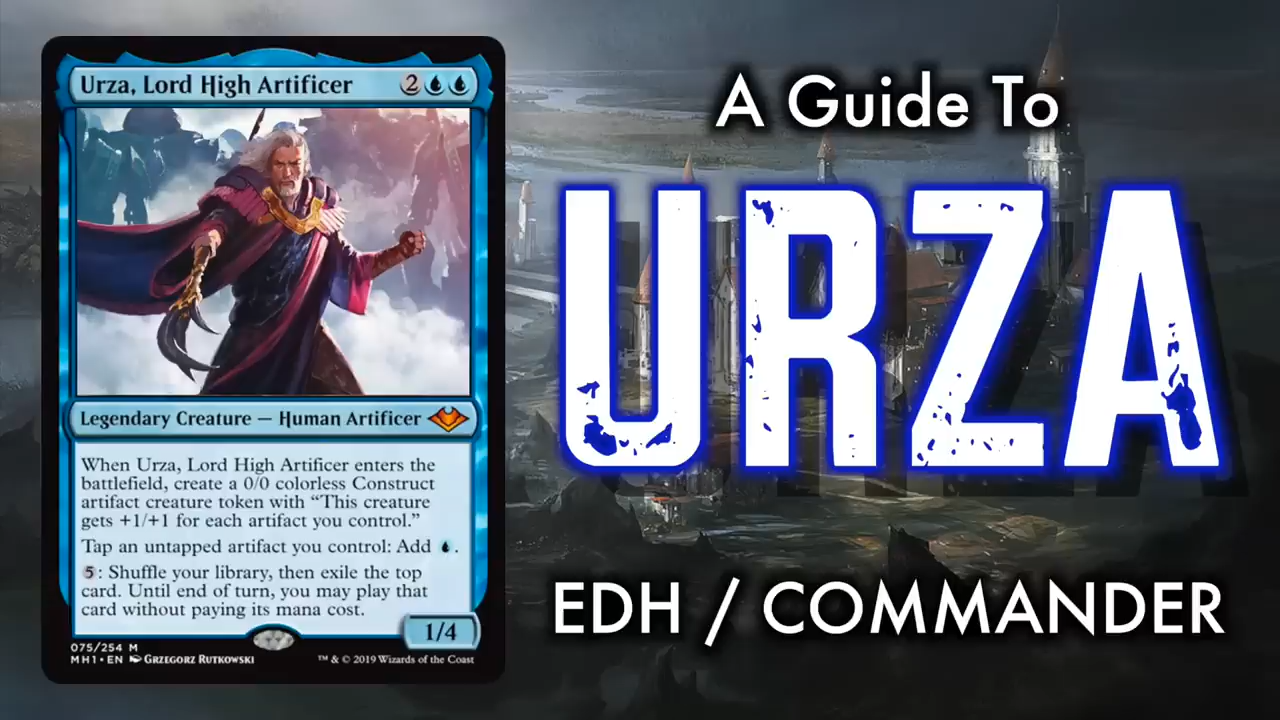 Urza, Lord High Artificer 2
Legendary Creature — Human Artificer
When Urza, Lord High Artificer enters the
battlefield, create a 0/0 colorless Construct
artifact creature token with “This creature
gets +1/+1 for each artifact you control.”
Tap an untapped artifact you control: Add .
5: Shuffle your library, then exile the top
card. Until end of turn, you may play that
card without paying its mana cost.
1/4
075/254 M
MH1 • EN Grzegorz Rutkowski
™ & © 2019 Wizards of the Coast
A Guide To
URZA
EDH / COMMANDER